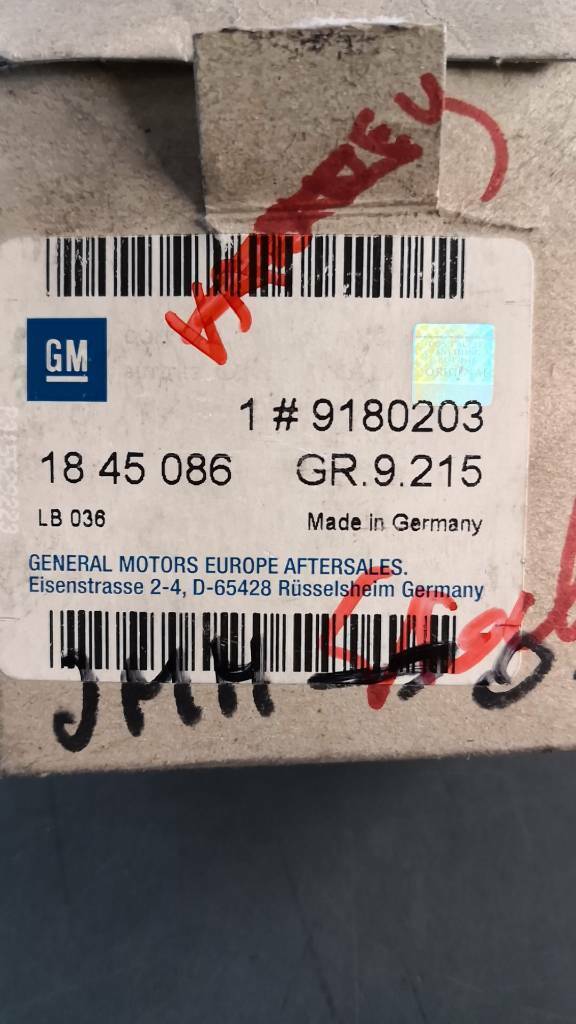 GM
ORIGINAL
1 # 9180203
18 45 086 GR.9.215
LB 036
Made in Germany
GENERAL MOTORS EUROPE AFTERSALES.
Eisenstrasse 2-4, D-65428 Rüsselsheim Germany